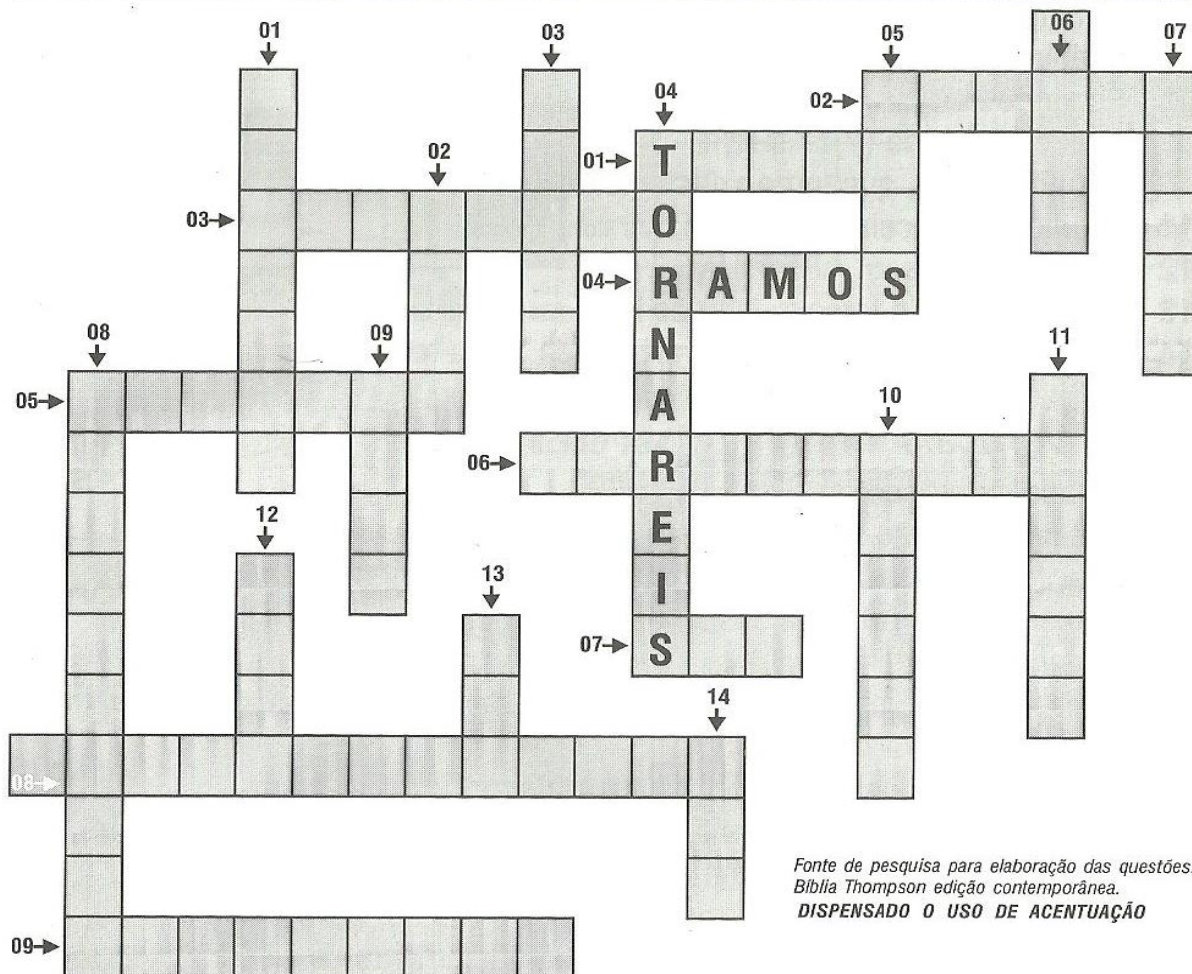 06
01 03 05 07
04
02
02
01 T
03 O
04 R A M O S
N
08 09 11
A
05
10
06 R
E
12
I
13
07 S
14
08
Fonte de pesquisa para elaboração das questões.
Bíblia Thompson edição contemporânea.
DISPENSADO O USO DE ACENTUAÇÃO
09